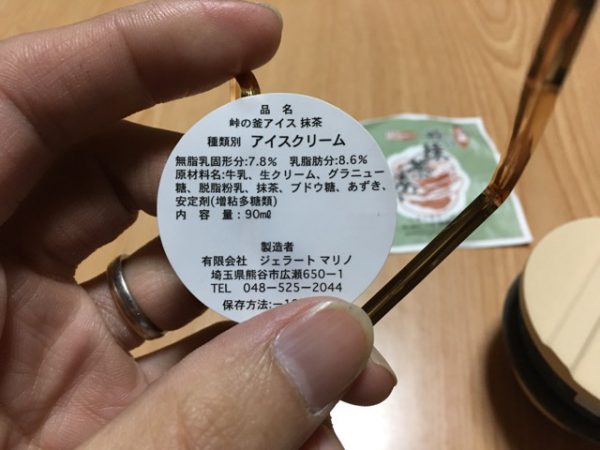 品 名
峠の釜アイス 抹茶
種類別 アイスクリーム
無脂乳固形分:7.8% 乳脂肪分:8.6%
原材料名:牛乳、生クリーム、グラニュー
糖、脱脂粉乳、抹茶、ブドウ糖、あずき、
安定剤(増粘多糖類)
内 容 量：90mℓ
製造者
有限会社 ジェラート マリノ
埼玉県熊谷市広瀬650-1
TEL 048-525-2044
保存方法:-1